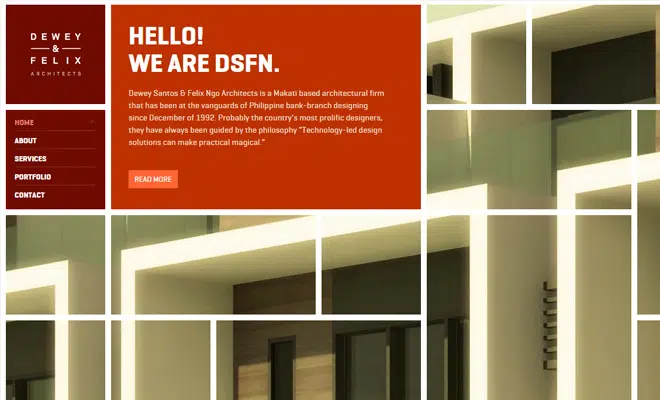 DEWEY
&
FELIX
ARCHITECTS
HOME
ABOUT
SERVICES
PORTFOLIO
CONTACT
HELLO!
WE ARE DSFN.
Dewey Santos & Felix Ngo Architects is a Makati based architectural firm
that has been at the vanguards of Philippine bank-branch designing
since December of 1992. Probably the country's most prolific designers,
they have always been guided by the philosophy "Technology-led design
solutions can make practical magical."
READ MORE